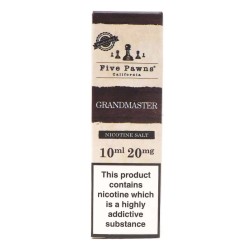 Five Pawns®
California
GRANDMASTER
NICOTINE SALT
10ml 20mg
This product
contains
nicotine which
is a highly
addictive
substance